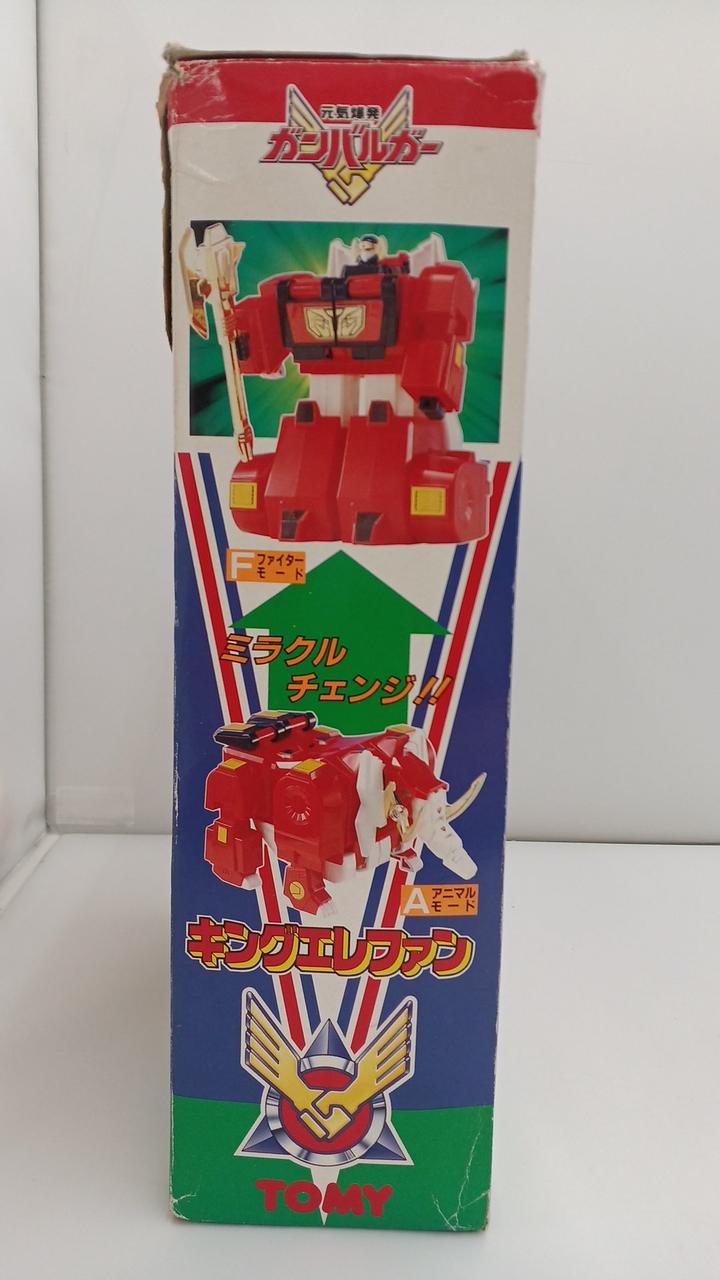 元気爆発
ガンバルガー
F ファイター
モード
ミラクル
チェンジ!!
A アニマル
モード
キングエレファン
TOMY